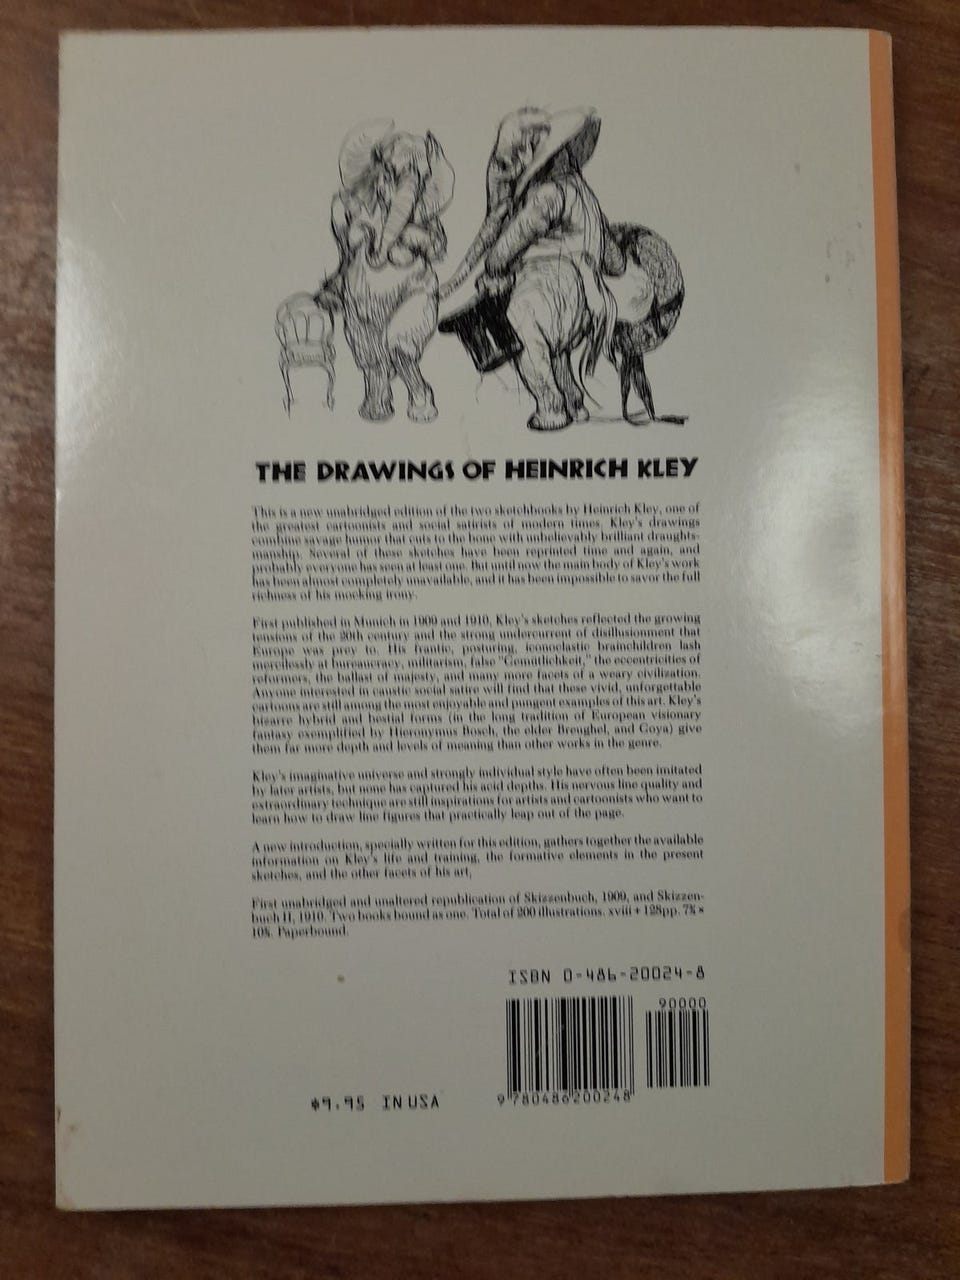 THE DRAWINGS OF HEINRICH KLEY
This is a new unabridged edition of the two sketchbooks by Heinrich Kley, one of
the greatest cartoonists and social satirists of modern times. Kley's drawings
combine savage humor that cuts to the bone with unbelievably brilliant draughts-
manship. Several of these sketches have been reprinted time and again, and
probably everyone has seen at least one. But until now the main body of Kley's work
has been almost completely unavailable, and it has been impossible to savor the full
richness of his mocking irony.
First published in Munich in 1909 and 1910, Kley's sketches reflected the growing
tensions of the 20th century and the strong undercurrent of disillusionment that
Europe was prey to. His frantic, posturing, iconoclastic brainchildren lash
mercilessly at bureaucracy, militarism, false "Gemütlichkeit," the eccentricities of
reformers, the ballast of majesty, and many more facets of a weary civilization.
Anyone interested in caustic social satire will find that these vivid, unforgettable
cartoons are still among the most enjoyable and pungent examples of this art. Kley's
bizarre hybrid and bestial forms (in the long tradition of European visionary
fantasy exemplified by Hieronymus Bosch, the elder Breughel, and Goya) give
them far more depth and levels of meaning than other works in the genre.
Kley's imaginative universe and strongly individual style have often been imitated
by later artists, but none has captured his acid depths. His nervous line quality and
extraordinary technique are still inspirations for artists and cartoonists who want to
learn how to draw line figures that practically leap out of the page.
A new introduction, specially written for this edition, gathers together the available
information on Kley's life and training, the formative elements in the present
sketches, and the other facets of his art,
First unabridged and unaltered republication of Skizzenbuch, 1909, and Skizzen-
buch II, 1910. Two books bound as one. Total of 200 illustrations. xviii + 128pp. 7¾ ×
10¾. Paperbound.
ISBN 0-486-20024-8
90000
9 780486 200248
$9.95 IN USA